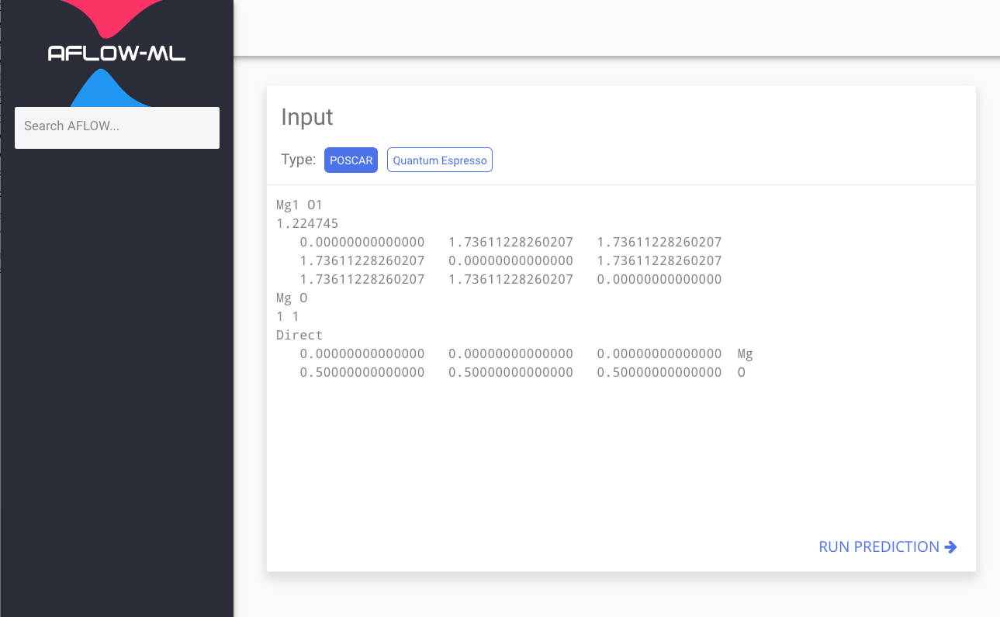 AFLOW-ML
Search AFLOW...
Input
Type: POSCAR Quantum Espresso
Mg1 O1
1.224745
0.00000000000000 1.73611228260207 1.73611228260207
1.73611228260207 0.00000000000000 1.73611228260207
1.73611228260207 1.73611228260207 0.00000000000000
Mg O
1 1
Direct
0.00000000000000 0.00000000000000 0.00000000000000 Mg
0.50000000000000 0.50000000000000 0.50000000000000 O
RUN PREDICTION